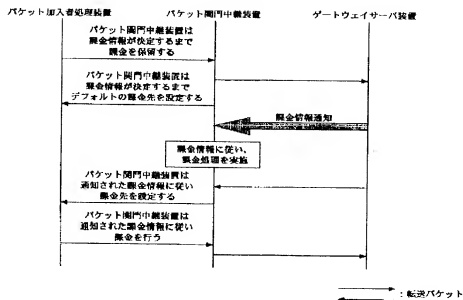 パケット加入者処理装置
パケット関門中継装置
ゲートウェイサーバ装置
パケット関門中継装置は
課金情報が決定するまで
課金を保留する
パケット関門中継装置は
課金情報が決定するまで
デフォルトの課金先を設定する
課金情報通知
課金情報に従い、
課金処理を実施
パケット関門中継装置は
通知された課金情報に従い
課金先を設定する
パケット関門中継装置は
通知された課金情報に従い
課金を行う
:転送パケット